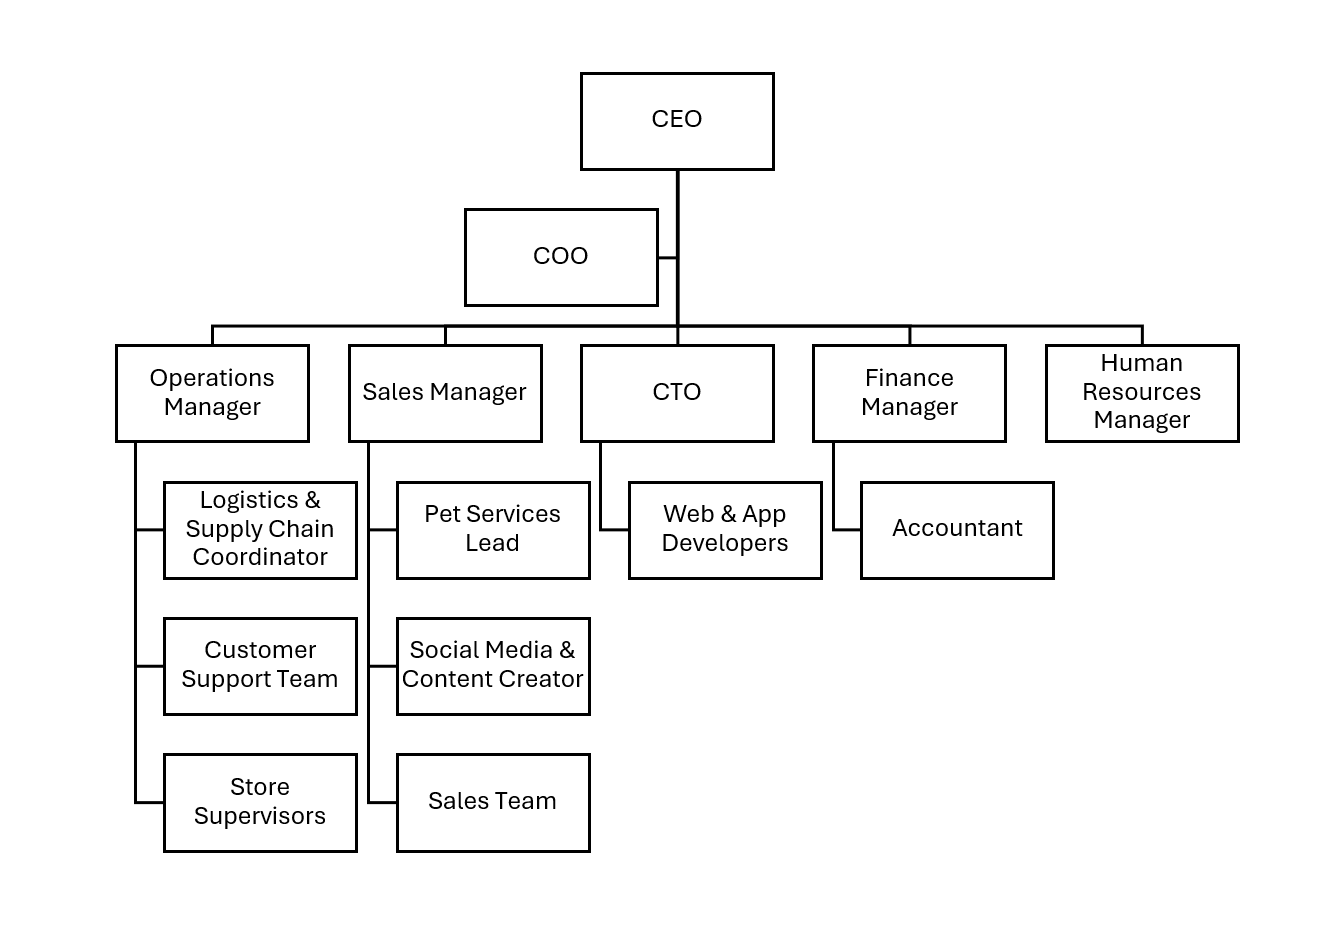 CEO
COO
Operations
Manager
Sales Manager
CTO
Finance
Manager
Human
Resources
Manager
Logistics &
Supply Chain
Coordinator
Pet Services
Lead
Web & App
Developers
Accountant
Customer
Support Team
Social Media &
Content Creator
Store
Supervisors
Sales Team